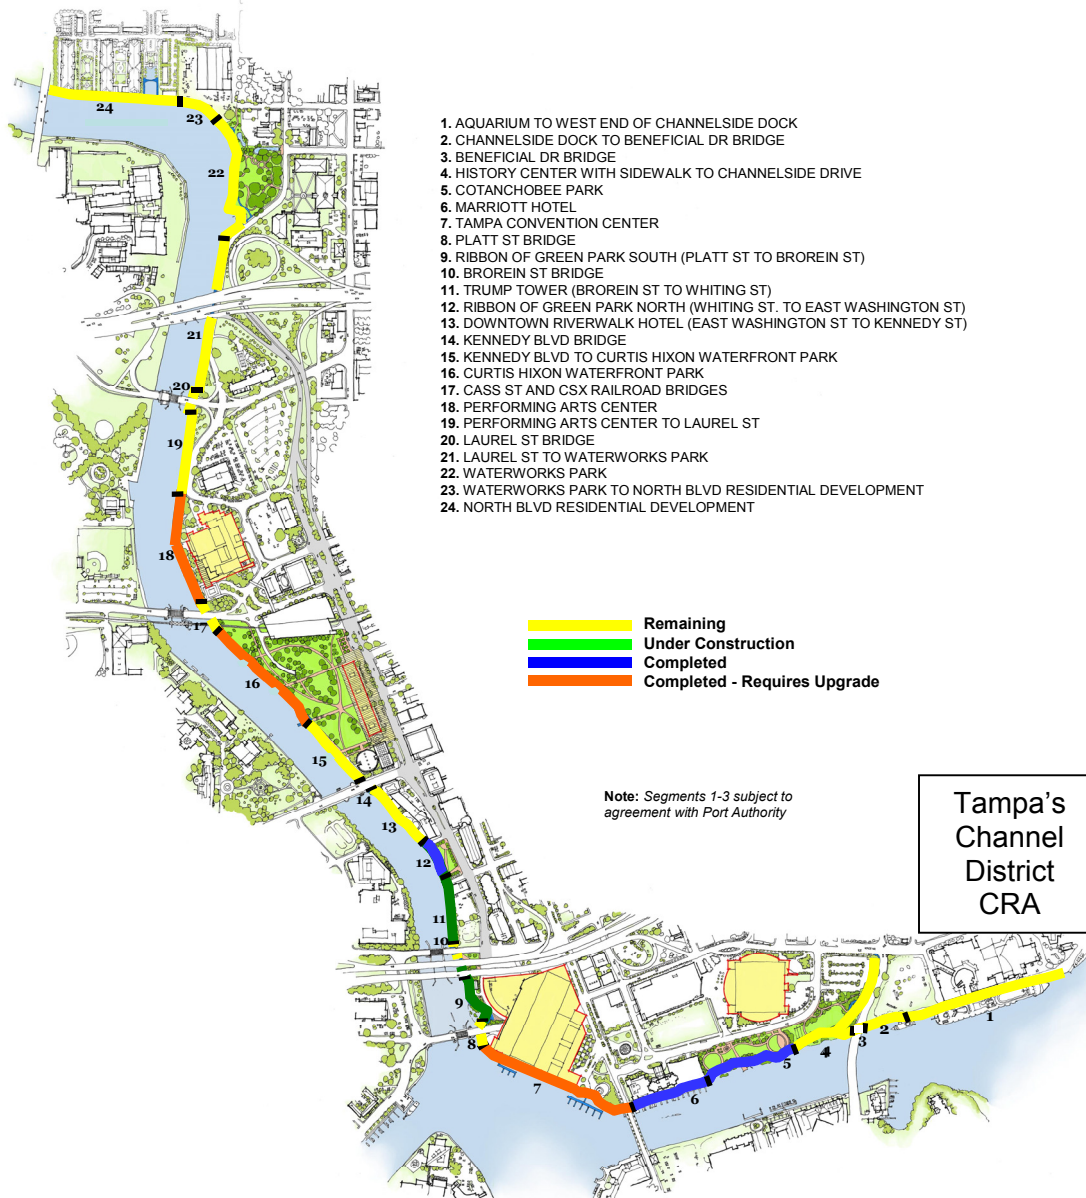 24
23
22
1. AQUARIUM TO WEST END OF CHANNELSIDE DOCK
2. CHANNELSIDE DOCK TO BENEFICIAL DR BRIDGE
3. BENEFICIAL DR BRIDGE
4. HISTORY CENTER WITH SIDEWALK TO CHANNELSIDE DRIVE
5. COTANCHOBEE PARK
6. MARRIOTT HOTEL
7. TAMPA CONVENTION CENTER
8. PLATT ST BRIDGE
9. RIBBON OF GREEN PARK SOUTH (PLATT ST TO BROREIN ST)
10. BROREIN ST BRIDGE
11. TRUMP TOWER (BROREIN ST TO WHITING ST)
12. RIBBON OF GREEN PARK NORTH (WHITING ST. TO EAST WASHINGTON ST)
13. DOWNTOWN RIVERWALK HOTEL (EAST WASHINGTON ST TO KENNEDY ST)
14. KENNEDY BLVD BRIDGE
15. KENNEDY BLVD TO CURTIS HIXON WATERFRONT PARK
16. CURTIS HIXON WATERFRONT PARK
17. CASS ST AND CSX RAILROAD BRIDGES
18. PERFORMING ARTS CENTER
19. PERFORMING ARTS CENTER TO LAUREL ST
20. LAUREL ST BRIDGE
21. LAUREL ST TO WATERWORKS PARK
22. WATERWORKS PARK
23. WATERWORKS PARK TO NORTH BLVD RESIDENTIAL DEVELOPMENT
24. NORTH BLVD RESIDENTIAL DEVELOPMENT
21
20
19
18
17
16
15
14
13
12
11
10
9
8
7
6
5
4
3
2
1
Remaining
Under Construction
Completed
Completed - Requires Upgrade
Note: Segments 1-3 subject to
agreement with Port Authority
Tampa's
Channel
District
CRA